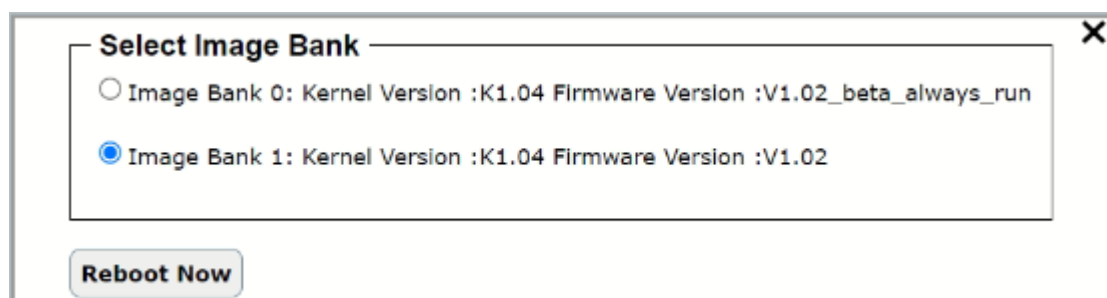 Select Image Bank
Image Bank 0: Kernel Version :K1.04 Firmware Version :V1.02_beta_always_run
Image Bank 1: Kernel Version :K1.04 Firmware Version :V1.02
Reboot Now